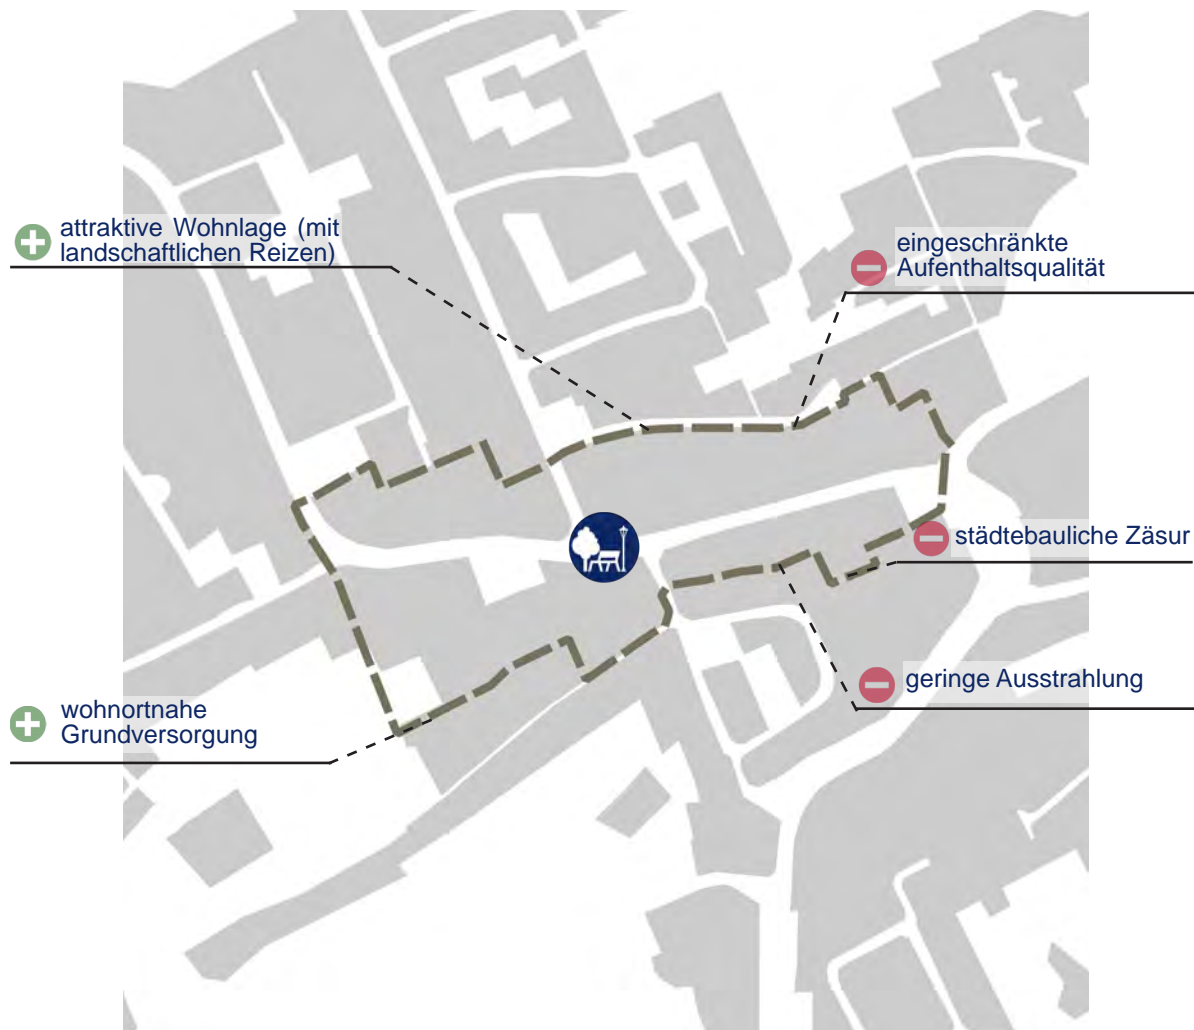 attraktive Wohnlage (mit
landschaftlichen Reizen)
eingeschränkte
Aufenthaltsqualität
städtebauliche Zäsur
geringe Ausstrahlung
wohnortnahe
Grundversorgung